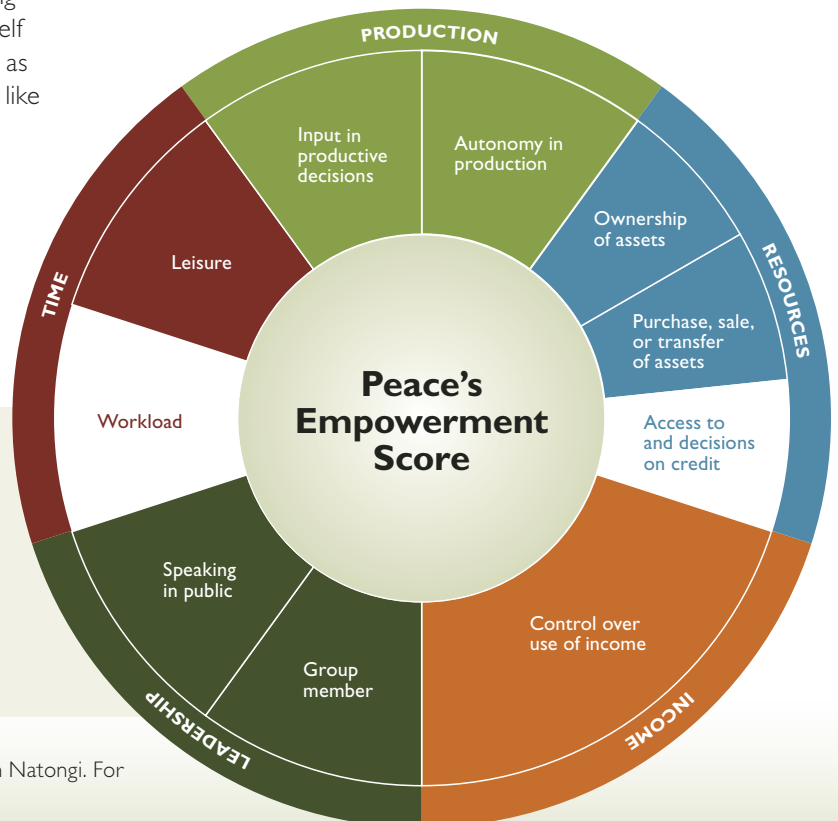 elf
as
like
PRODUCTION
Input in
productive
decisions
Autonomy in
production
RESOURCES
Ownership
of assets
Purchase, sale,
or transfer
of assets
Access to
and decisions
on credit
INCOME
Control over
use of income
LEADERSHIP
Group
member
Speaking
in public
TIME
Workload
Leisure
Peace’s
Empowerment
Score
Natongi. For